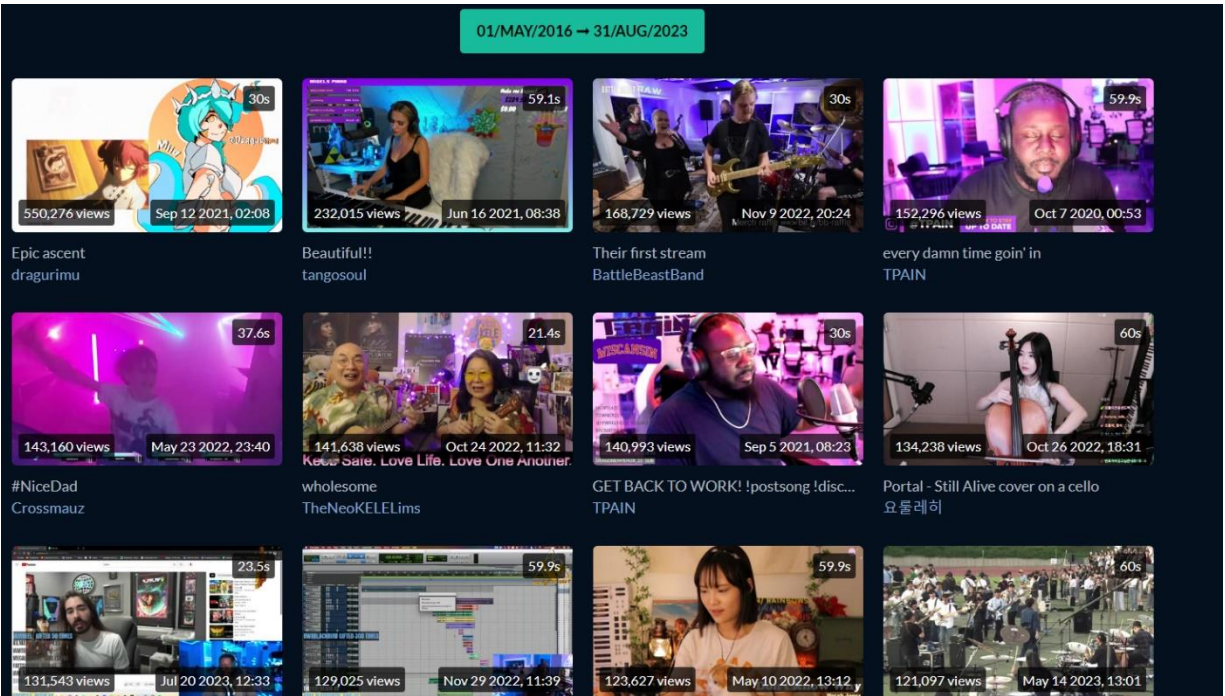 01/MAY/2016 → 31/AUG/2023
30s
550,276 views
Sep 12 2021, 02:08
Epic ascent
dragurimu
59.1s
232,015 views
Jun 16 2021, 08:38
Beautiful!!
tangosoul
30s
168,729 views
Nov 9 2022, 20:24
Their first stream
BattleBeastBand
59.9s
@TPAIN
UP TO DATE
152,296 views
Oct 7 2020, 00:53
every damn time goin' in
TPAIN
37.6s
143,160 views
May 23 2022, 23:40
#NiceDad
Crossmauz
21.4s
141,638 views
Oct 24 2022, 11:32
Keep Safe. Love Life. Love One Another.
wholesome
TheNeoKELELims
WISCANSIN
30s
140,993 views
Sep 5 2021, 08:23
GET BACK TO WORK! !postsong !disc...
TPAIN
60s
134,238 views
Oct 26 2022, 18:31
Portal - Still Alive cover on a cello
요룰레히
23.5s
131,543 views
Jul 20 2023, 12:33
59.9s
129,025 views
Nov 29 2022, 11:39
59.9s
123,627 views
May 10 2022, 13:12
60s
121,097 views
May 14 2023, 13:01